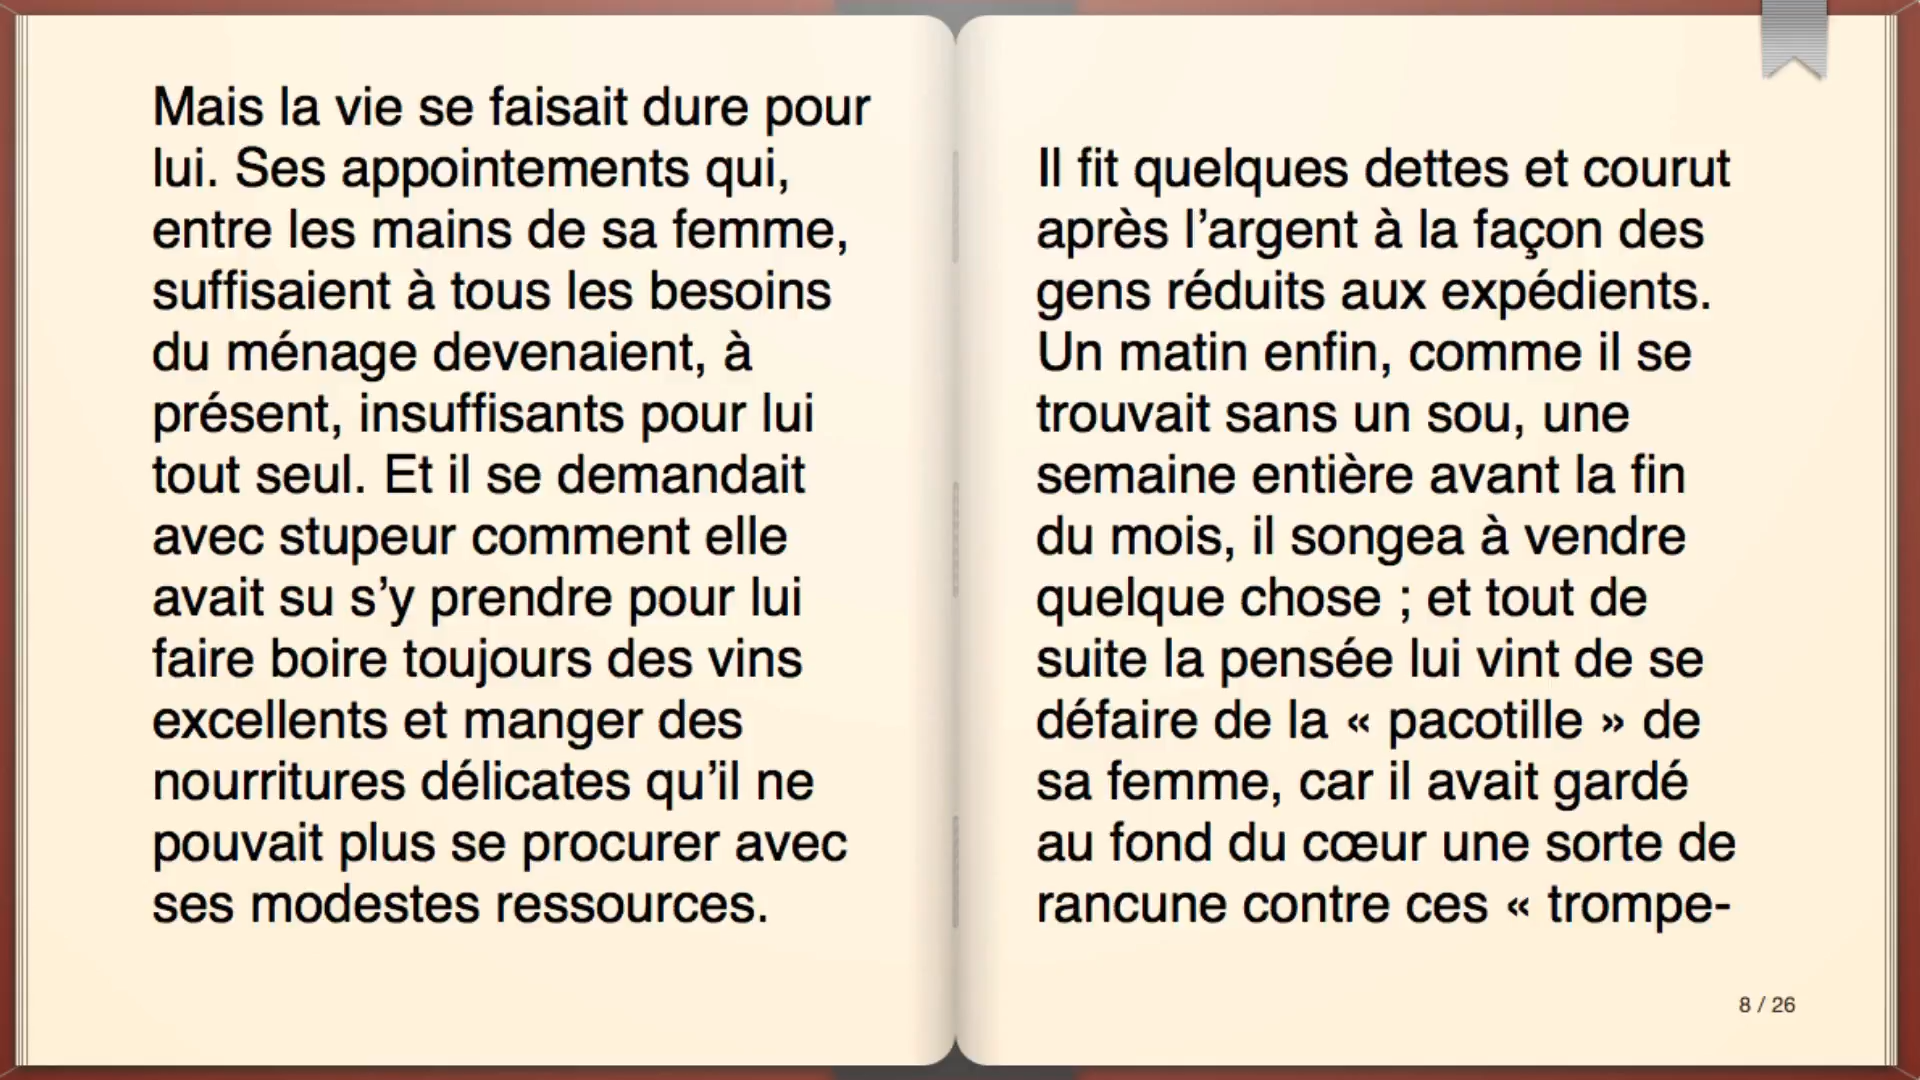 Mais la vie se faisait dure pour
lui. Ses appointements qui,
entre les mains de sa femme,
suffisaient à tous les besoins
du ménage devenaient, à
présent, insuffisants pour lui
tout seul. Et il se demandait
avec stupeur comment elle
avait su s’y prendre pour lui
faire boire toujours des vins
excellents et manger des
nourritures délicates qu’il ne
pouvait plus se procurer avec
ses modestes ressources.
Il fit quelques dettes et courut
après l’argent à la façon des
gens réduits aux expédients.
Un matin enfin, comme il se
trouvait sans un sou, une
semaine entière avant la fin
du mois, il songea à vendre
quelque chose ; et tout de
suite la pensée lui vint de se
défaire de la « pacotille » de
sa femme, car il avait gardé
au fond du cœur une sorte de
rancune contre ces « trompe-
8 / 26